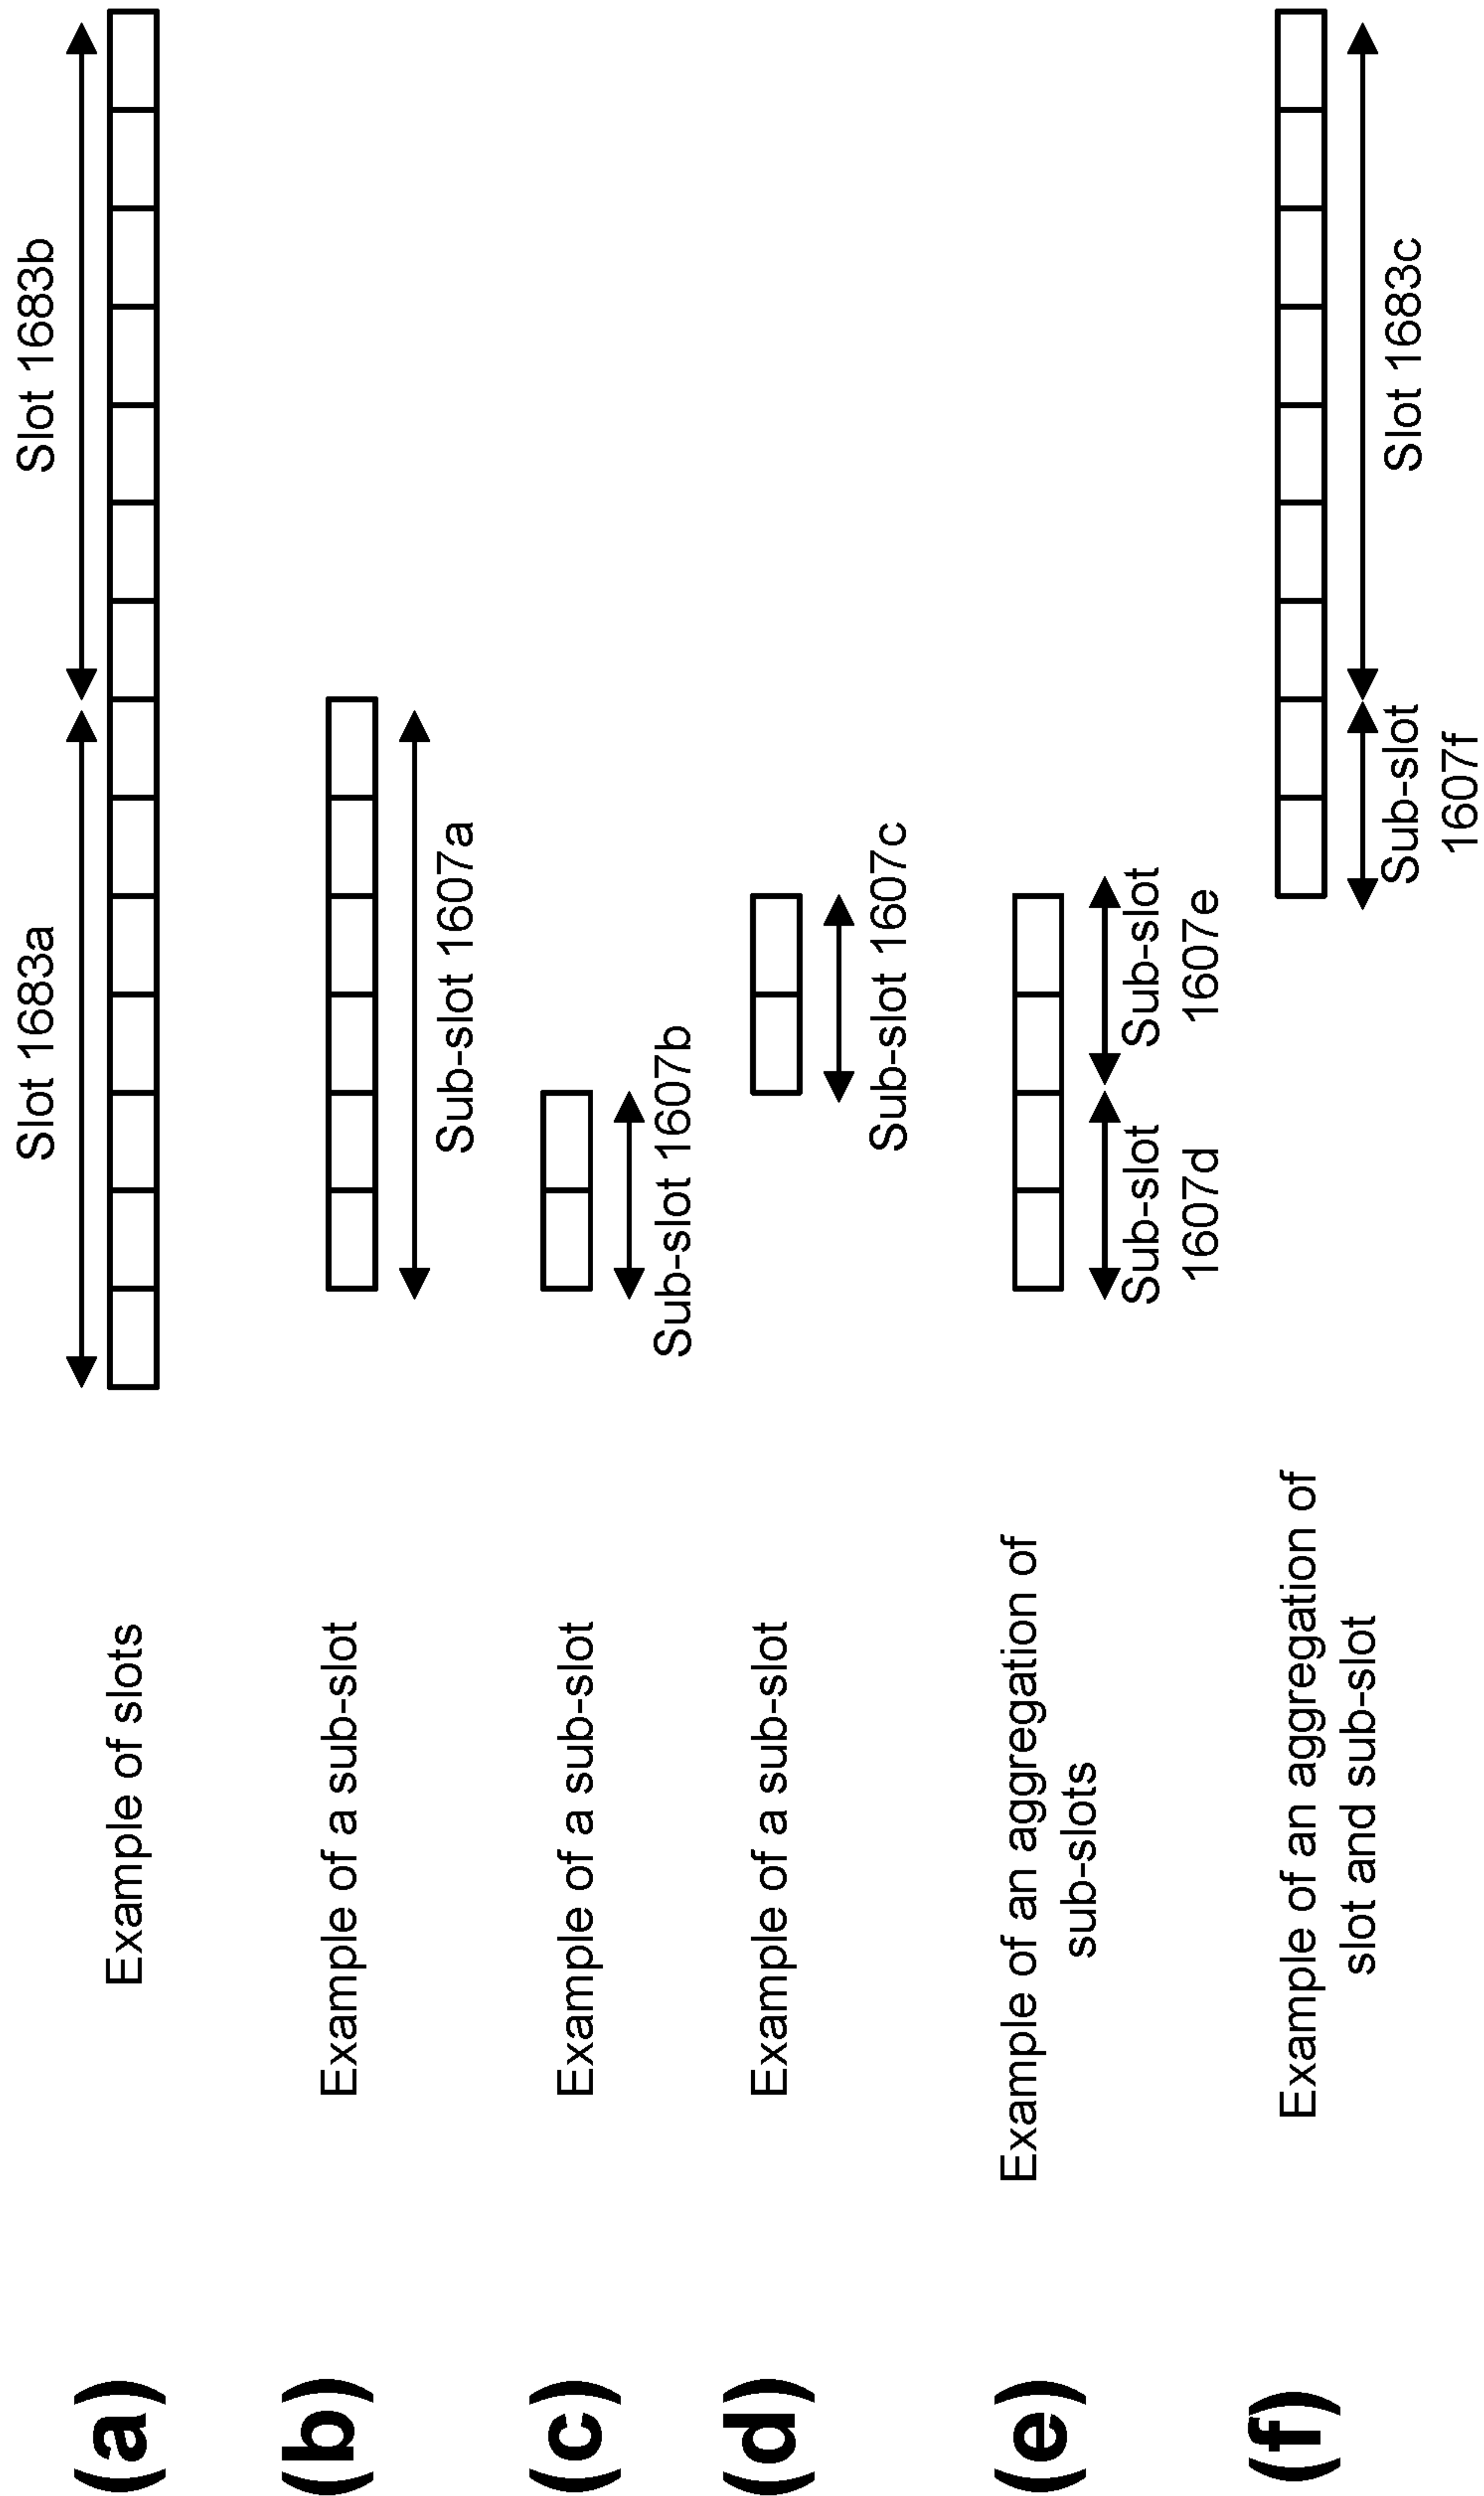 (a)
Example of slots
Slot 1683a
Slot 1683b
(b)
Example of a sub-slot
Sub-slot 1607a
(c)
Example of a sub-slot
Sub-slot 1607b
(d)
Example of a sub-slot
Sub-slot 1607c
(e)
Example of an aggregation of
sub-slots
Sub-slot
1607d
Sub-slot
1607e
(f)
Example of an aggregation of
slot and sub-slot
Sub-slot
1607f
Slot 1683c